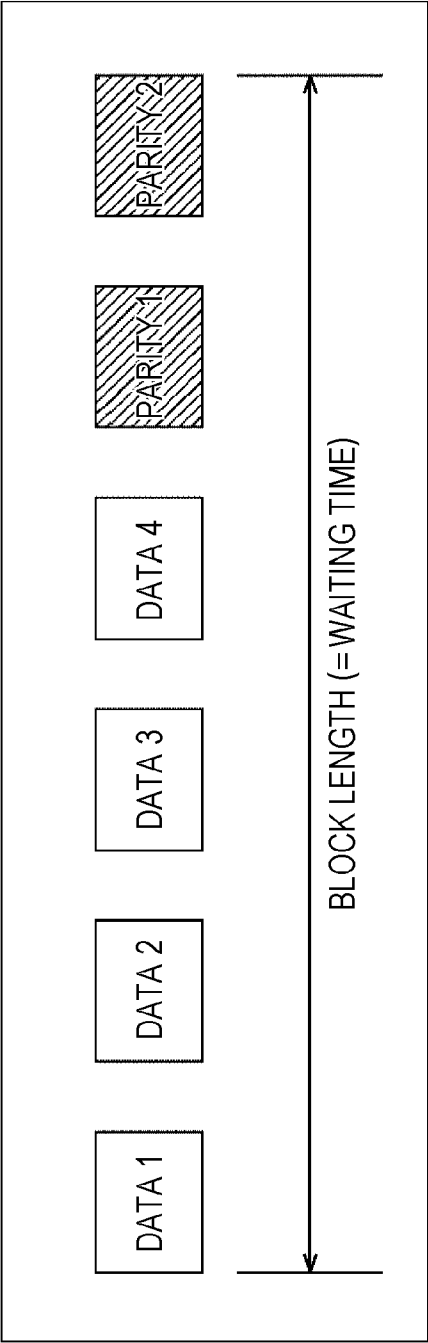 DATA 1
DATA 2
DATA 3
DATA 4
PARITY 1
PARITY 2
BLOCK LENGTH (=WAITING TIME)